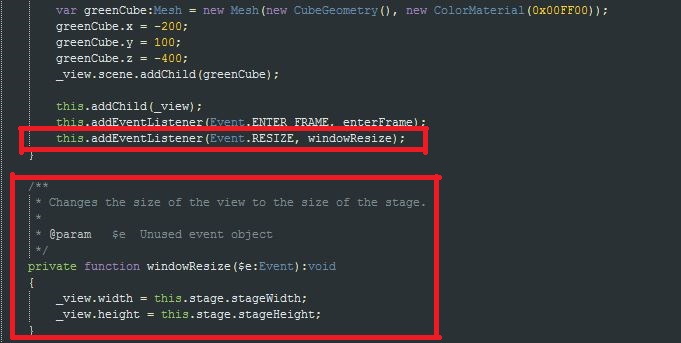 var greenCube:Mesh = new Mesh(new CubeGeometry(), new ColorMaterial(0x00FF00));
greenCube.x = -200;
greenCube.y = 100;
greenCube.z = -400;
_view.scene.addChild(greenCube);
this.addChild(_view);
this.addEventListener(Event.ENTER_FRAME, enterFrame);
this.addEventListener(Event.RESIZE, windowResize);
}
/**
* Changes the size of the view to the size of the stage.
*
* @param $e Unused event object
*/
private function windowResize($e:Event):void
{
_view.width = this.stage.stageWidth;
_view.height = this.stage.stageHeight;
}